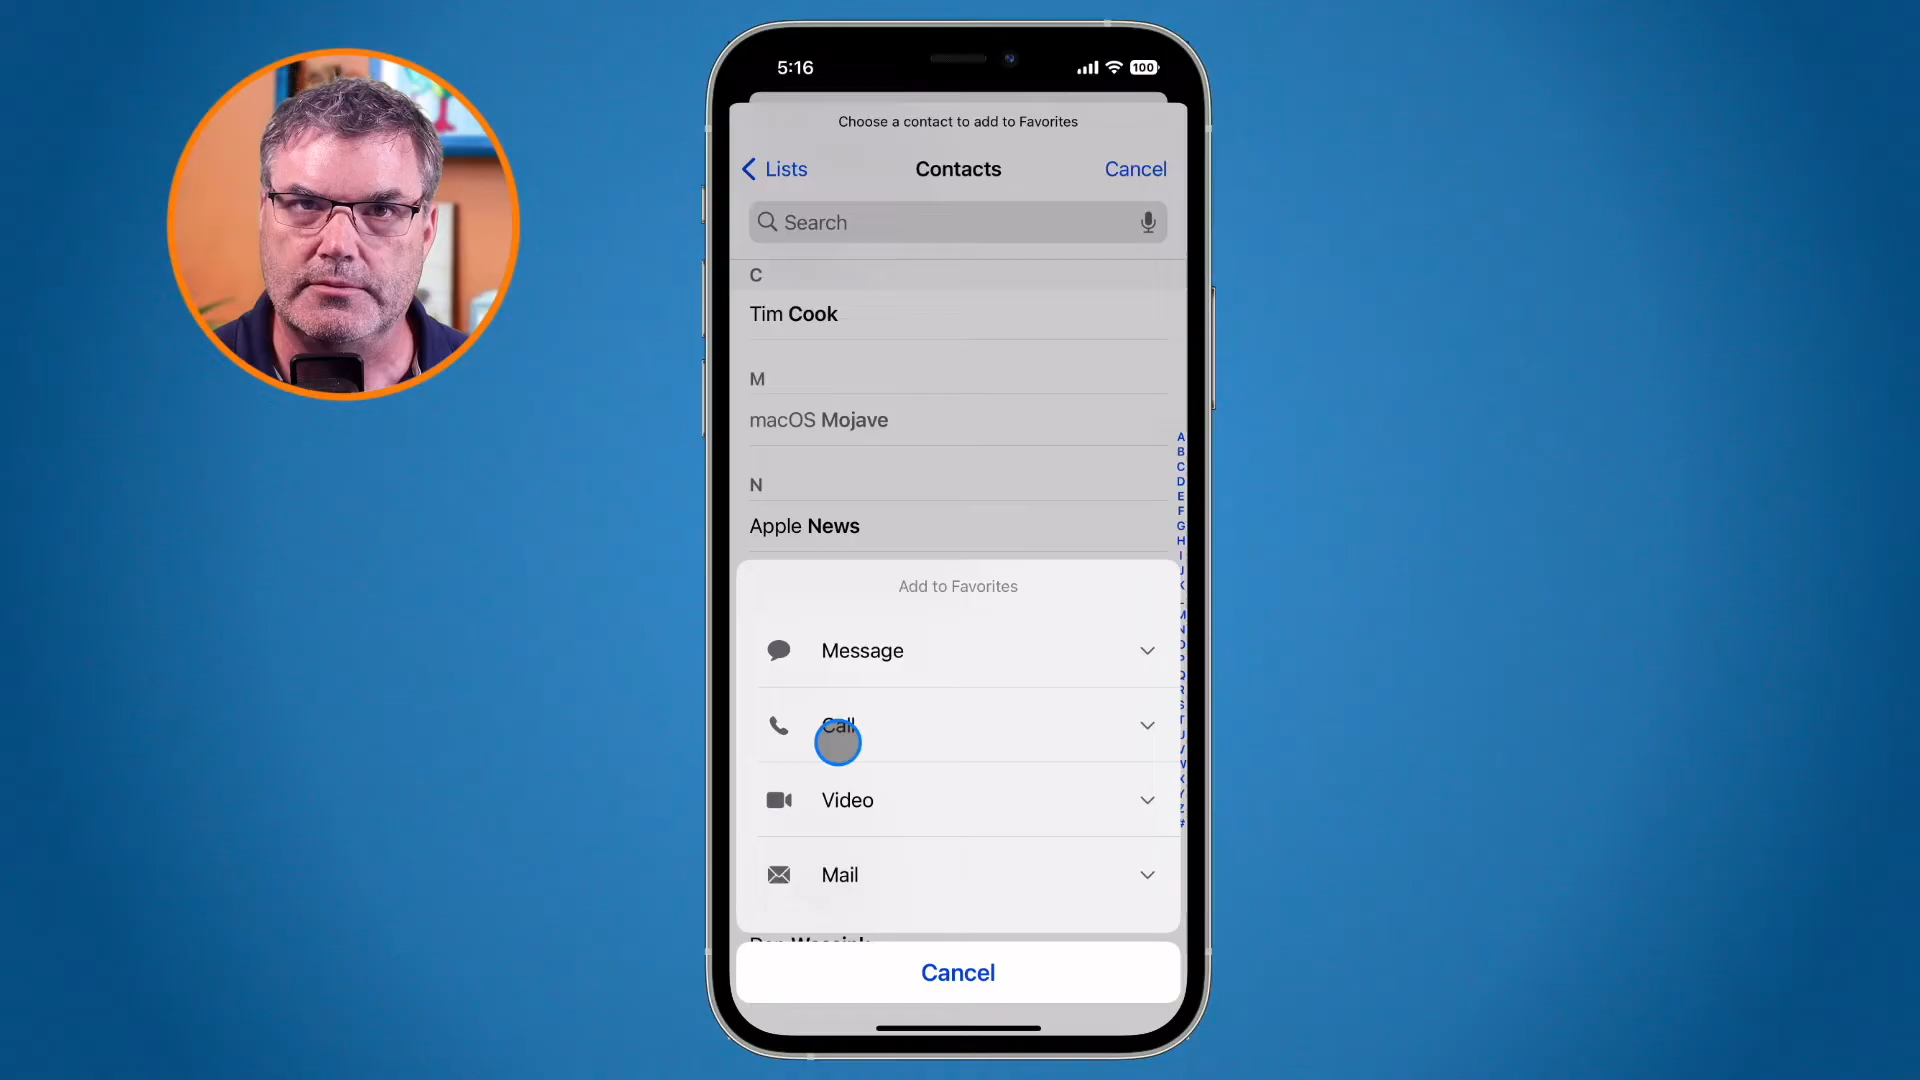 5:16
100
Choose a contact to add to Favorites
Lists
Contacts
Cancel
Search
C
Tim Cook
M
macOS Mojave
N
Apple News
Add to Favorites
Message
Call
Video
Mail
Cancel
A
B
C
D
E
F
G
H
I
J
K
M
N
O
P
Q
R
S
T
U
V
W
X
Y
Z
#